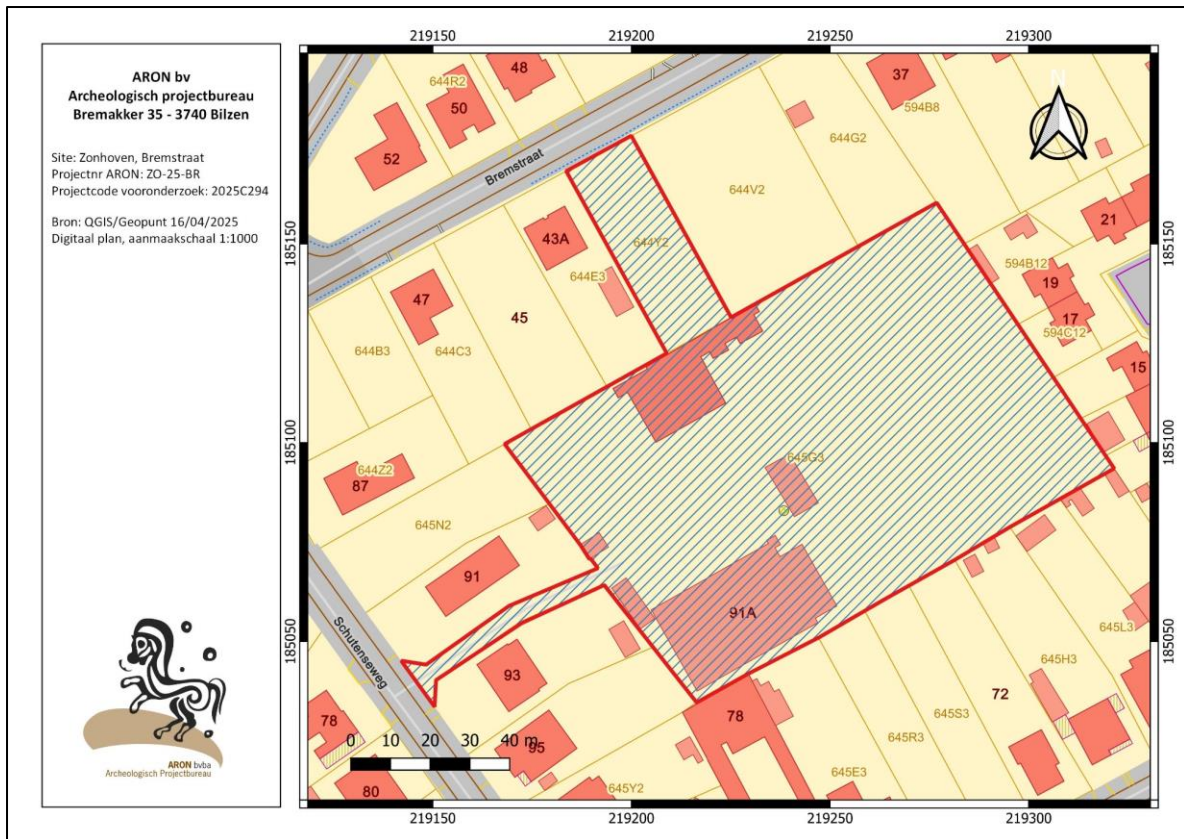 ARON bv
Archeologisch projectbureau
Bremakker 35 - 3740 Bilzen
Site: Zonhoven, Bremstraat
Projectnr ARON: ZO-25-BR
Projectcode vooronderzoek: 2025C294
Bron: QGIS/Geopunt 16/04/2025
Digitaal plan, aanmaakschaal 1:1000
ARON bvba
Archeologisch Projectbureau
219150 219200 219250 219300
185150
185100
185050
185150
185100
185050
219150 219200 219250 219300
N
644R2
48
50
52
Bremstraat
37
594B8
644G2
644V2
644Y2
43A
644E3
47
45
644B3
644C3
21
594B12
19
17
594C12
15
644Z2
87
645N2
645G3
91
91A
Schutenseweg
93
95
78
80
78
72
645L3
645H3
645S3
645R3
645E3
645Y2
0 10 20 30 40 m